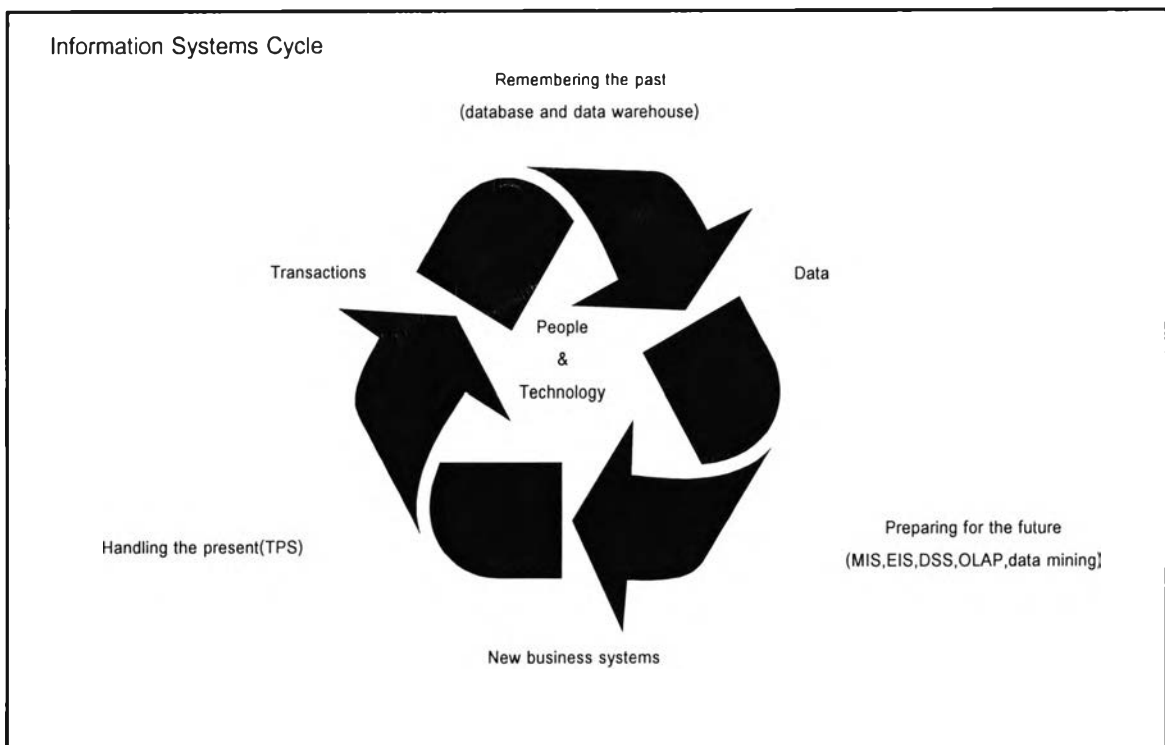 Information Systems Cycle
Remembering the past
(database and data warehouse)
Transactions
Data
People
&
Technology
Handling the present(TPS)
Preparing for the future
(MIS,EIS,DSS,OLAP,data mining)
New business systems